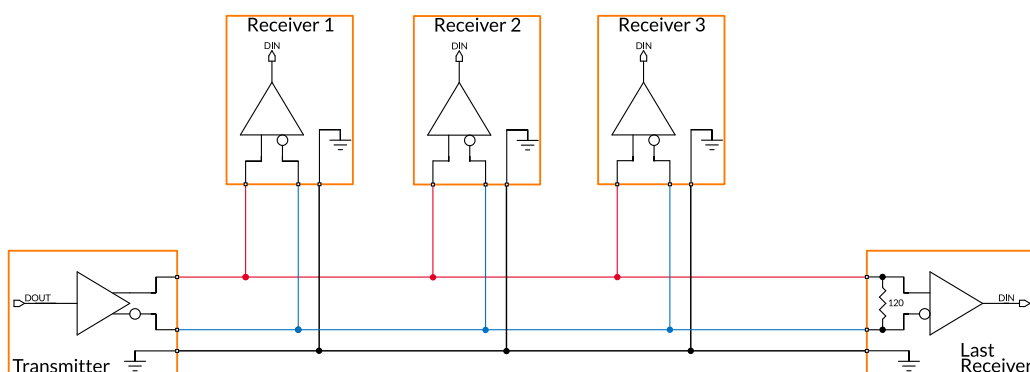 Receiver 1
Receiver 2
Receiver 3
DIN
DIN
DIN
DOUT
120
DIN
Transmitter
Last
Receiver